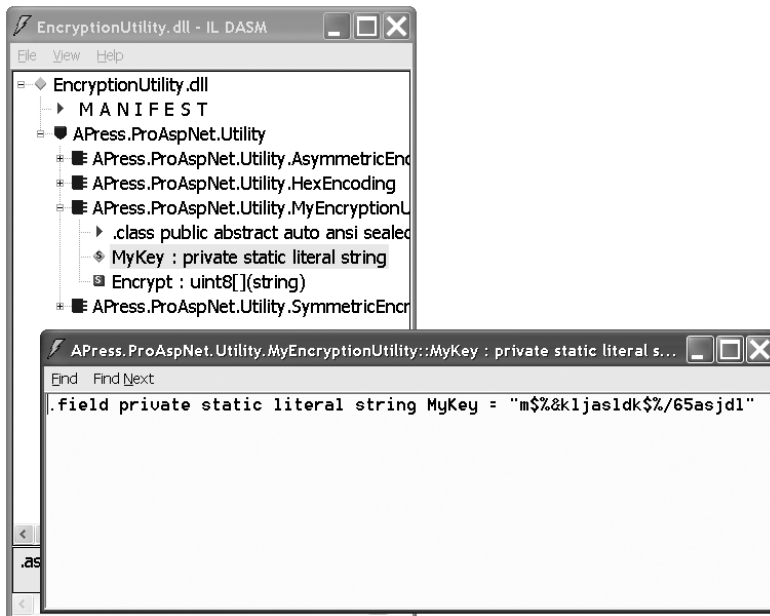 EncryptionUtility.dll - IL DASM
File View Help
EncryptionUtility.dll
M A N I F E S T
APress.ProAspNet.Utility
APress.ProAspNet.Utility.AsymmetricEnc
APress.ProAspNet.Utility.HexEncoding
APress.ProAspNet.Utility.MyEncryptionU
.class public abstract auto ansi sealed
MyKey : private static literal string
Encrypt : uint8[](string)
APress.ProAspNet.Utility.SymmetricEncr
APress.ProAspNet.Utility.MyEncryptionUtility::MyKey : private static literal s...
Find Find Next
.field private static literal string MyKey = "m$%&kljasldk$%/65asjdl"
.as